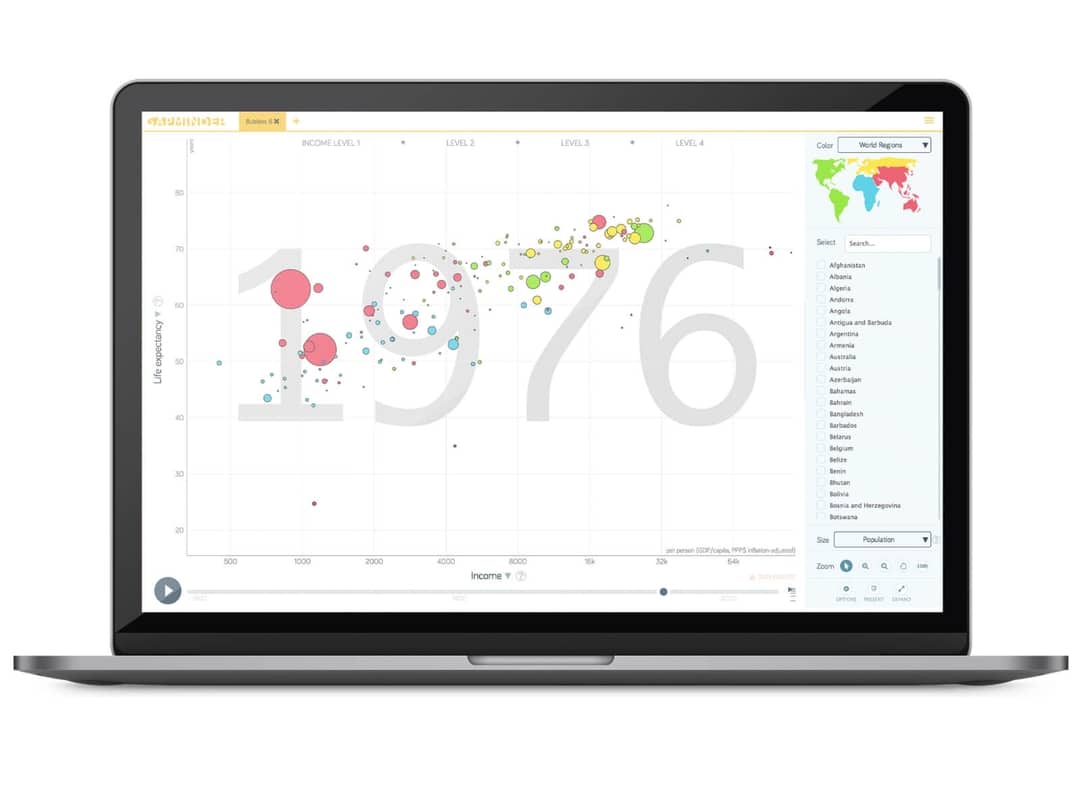 GAPMINDER
Bubbles 6 ✖ +
years
INCOME LEVEL 1
LEVEL 2
LEVEL 3
LEVEL 4
1976
80
70
60
50
40
30
20
Life expectancy ▼ ?
500 1000 2000 4000 8000 16k 32k 64k
per person (GDP/capita, PPP$ inflation-adjusted)
Income ▼ ?
Color World Regions ▼
Select Search...
Afghanistan
Albania
Algeria
Andorra
Angola
Antigua and Barbuda
Argentina
Armenia
Australia
Austria
Azerbaijan
Bahamas
Bahrain
Bangladesh
Barbados
Belarus
Belgium
Belize
Benin
Bhutan
Bolivia
Bosnia and Herzegovina
Botswana
Size Population ▼
Zoom 100%
OPTIONS PRESENT EXPAND